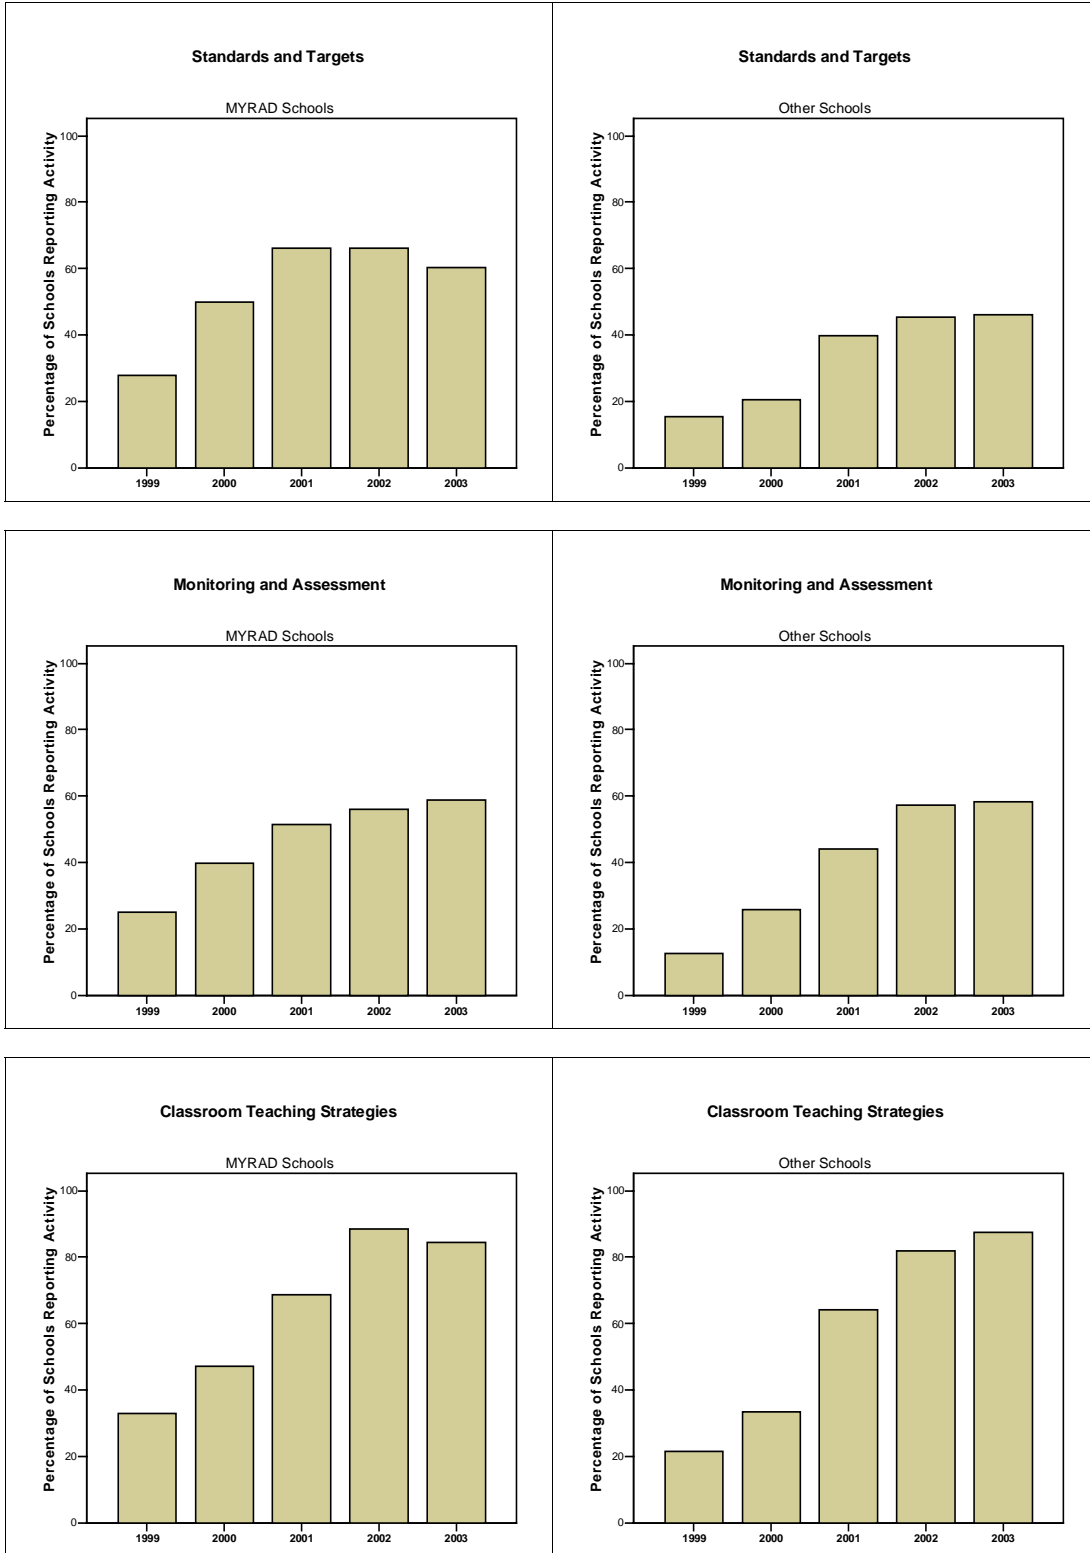 Standards and Targets
MYRAD Schools
Percentage of Schools Reporting Activity
100
80
60
40
20
0
1999 2000 2001 2002 2003
Standards and Targets
Other Schools
Percentage of Schools Reporting Activity
100
80
60
40
20
0
1999 2000 2001 2002 2003
Monitoring and Assessment
MYRAD Schools
Percentage of Schools Reporting Activity
100
80
60
40
20
0
1999 2000 2001 2002 2003
Monitoring and Assessment
Other Schools
Percentage of Schools Reporting Activity
100
80
60
40
20
0
1999 2000 2001 2002 2003
Classroom Teaching Strategies
MYRAD Schools
Percentage of Schools Reporting Activity
100
80
60
40
20
0
1999 2000 2001 2002 2003
Classroom Teaching Strategies
Other Schools
Percentage of Schools Reporting Activity
100
80
60
40
20
0
1999 2000 2001 2002 2003